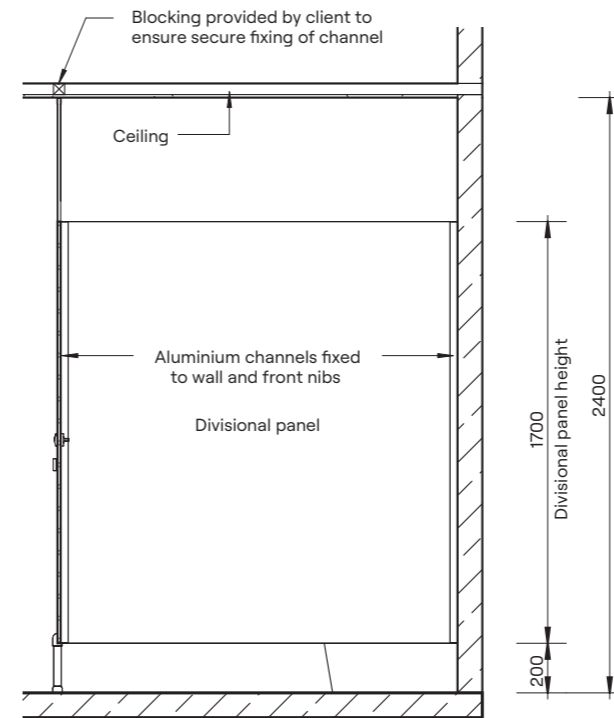 Blocking provided by client to
ensure secure fixing of channel
Ceiling
Aluminium channels fixed
to wall and front nibs
Divisional panel
1700
Divisional panel height
2400
200